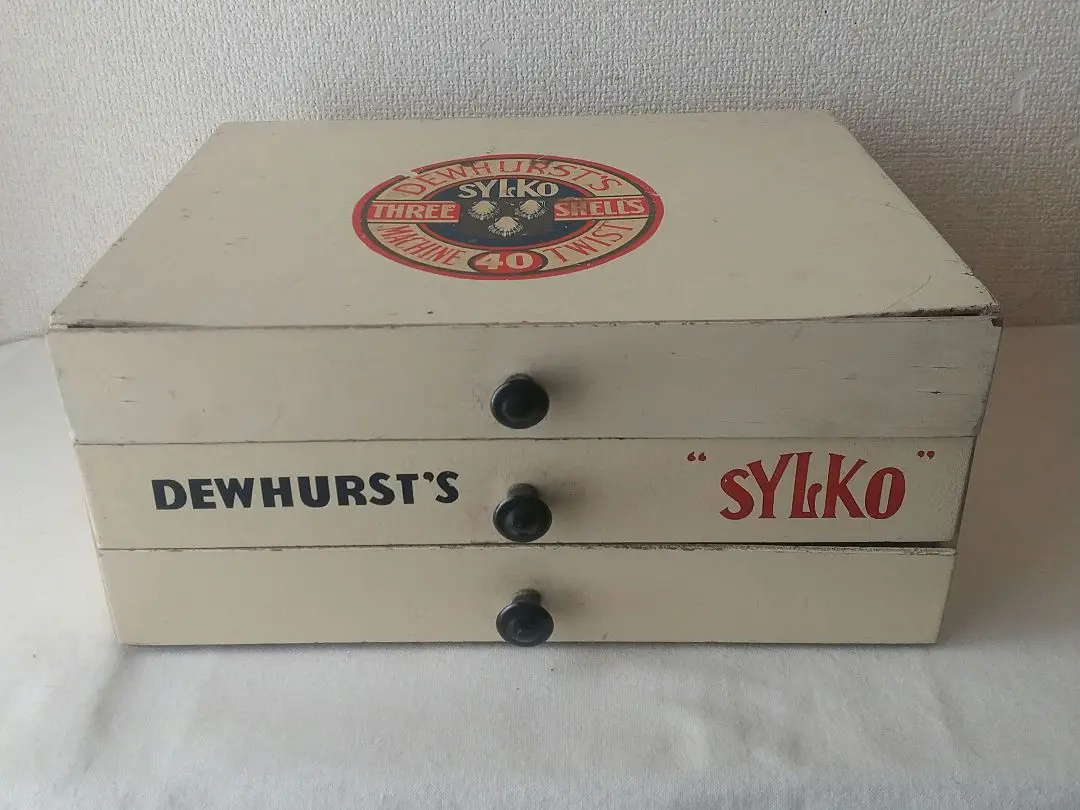 DEWHURST'S
SYLKO
THREE SHELLS
MACHINE 40 TWIST
DEWHURST'S "SYLKO"